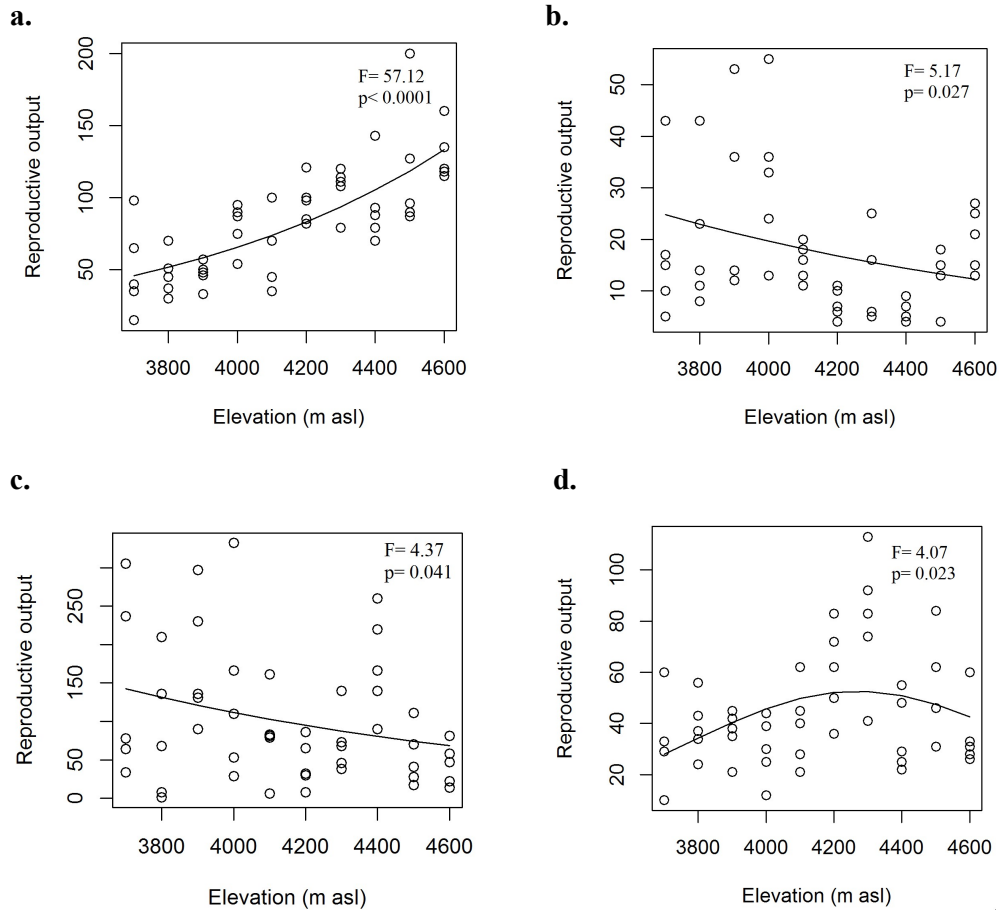 a.
F= 57.12
p< 0.0001
Reproductive output
50 100 150 200
3800 4000 4200 4400 4600
Elevation (m asl)
b.
F= 5.17
p= 0.027
Reproductive output
10 20 30 40 50
3800 4000 4200 4400 4600
Elevation (m asl)
c.
F= 4.37
p= 0.041
Reproductive output
0 50 150 250
3800 4000 4200 4400 4600
Elevation (m asl)
d.
F= 4.07
p= 0.023
Reproductive output
20 40 60 80 100
3800 4000 4200 4400 4600
Elevation (m asl)